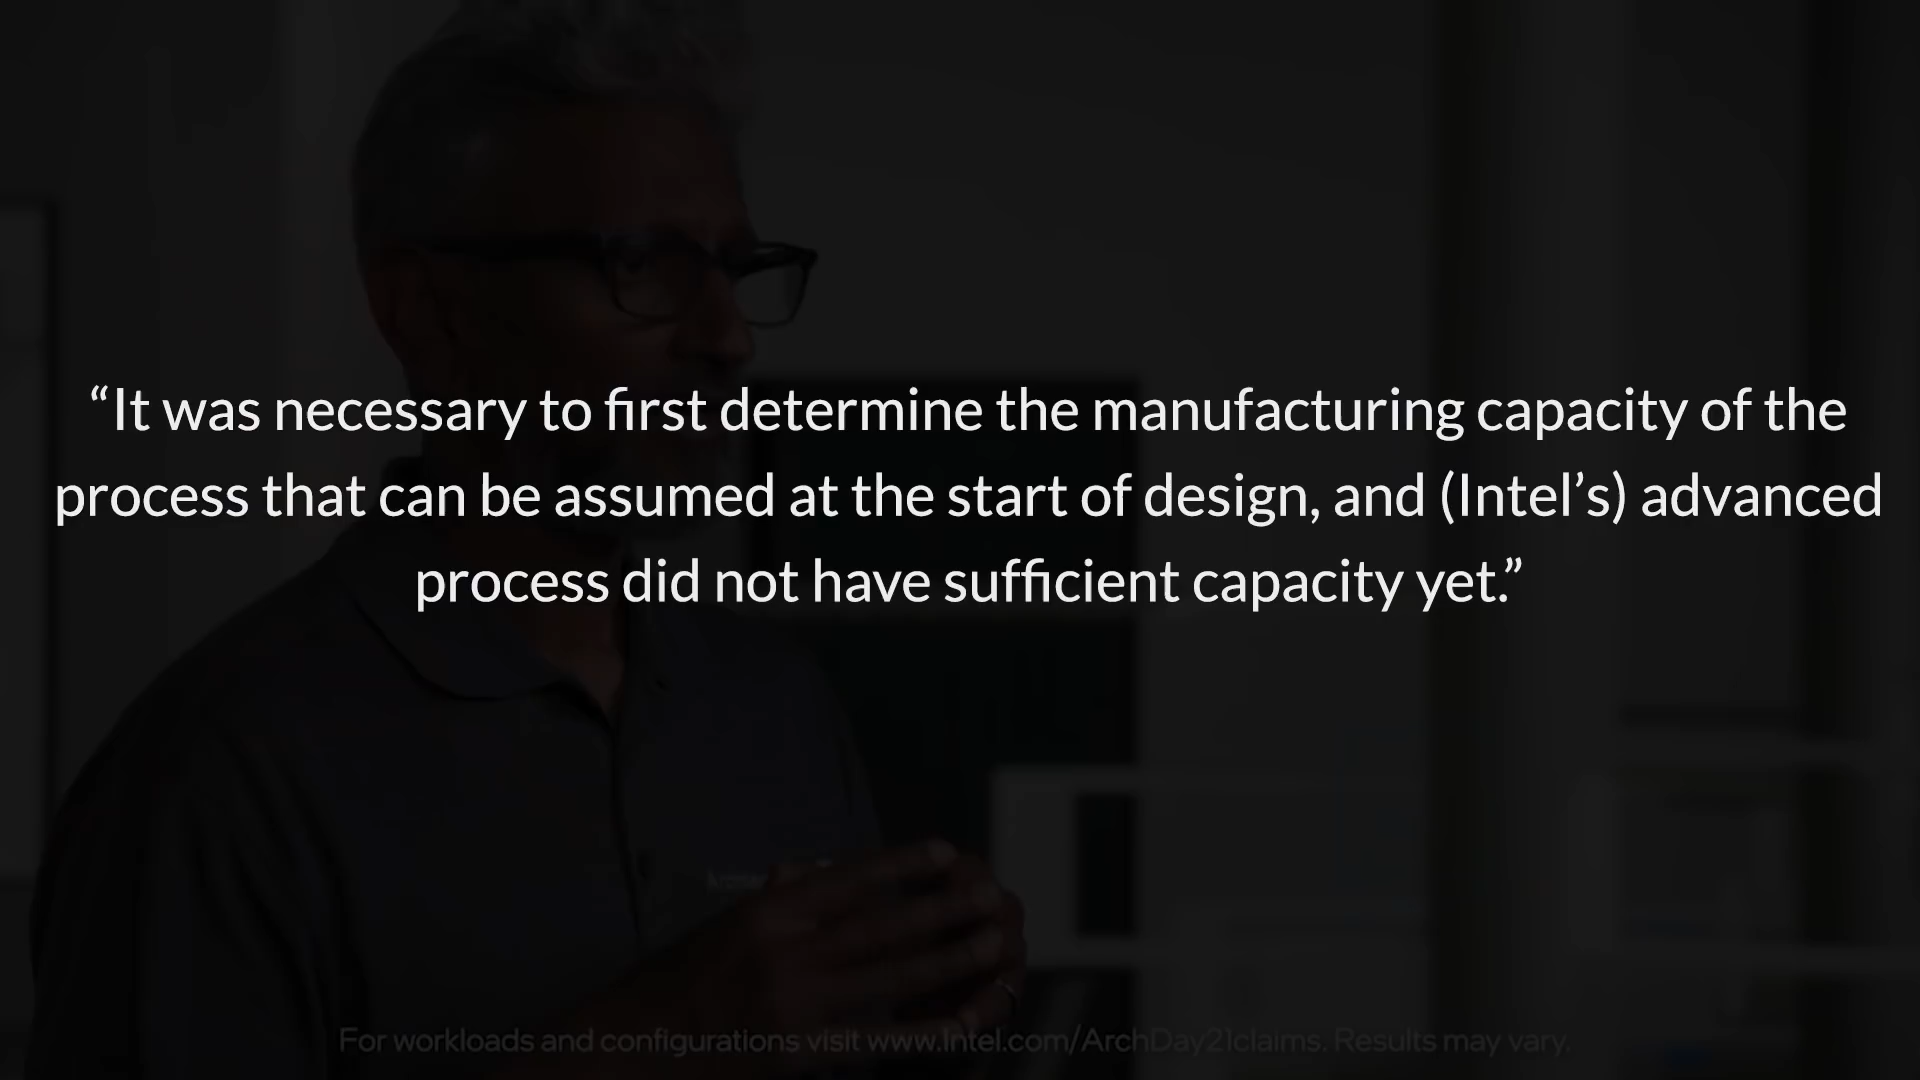 “It was necessary to first determine the manufacturing capacity of the
process that can be assumed at the start of design, and (Intel’s) advanced
process did not have sufficient capacity yet.”
For workloads and configurations visit www.Intel.com/ArchDay21claims. Results may vary.